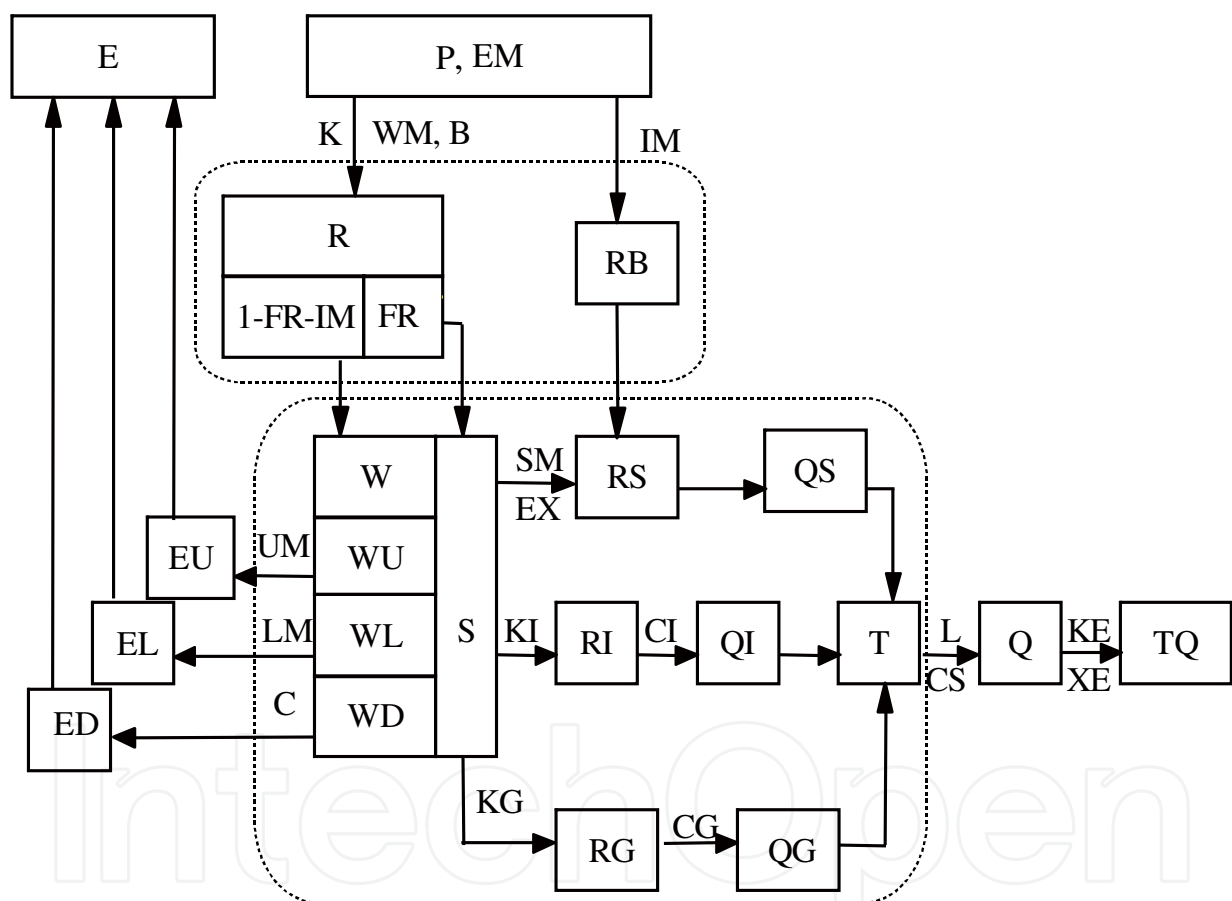 E
P, EM
K
WM, B
IM
R
RB
1-FR-IM
FR
W
SM
EX
RS
QS
EU
UM
WU
EL
LM
WL
S
KI
RI
CI
QI
T
L
CS
Q
KE
XE
TQ
ED
C
WD
KG
RG
CG
QG
IntechOpen